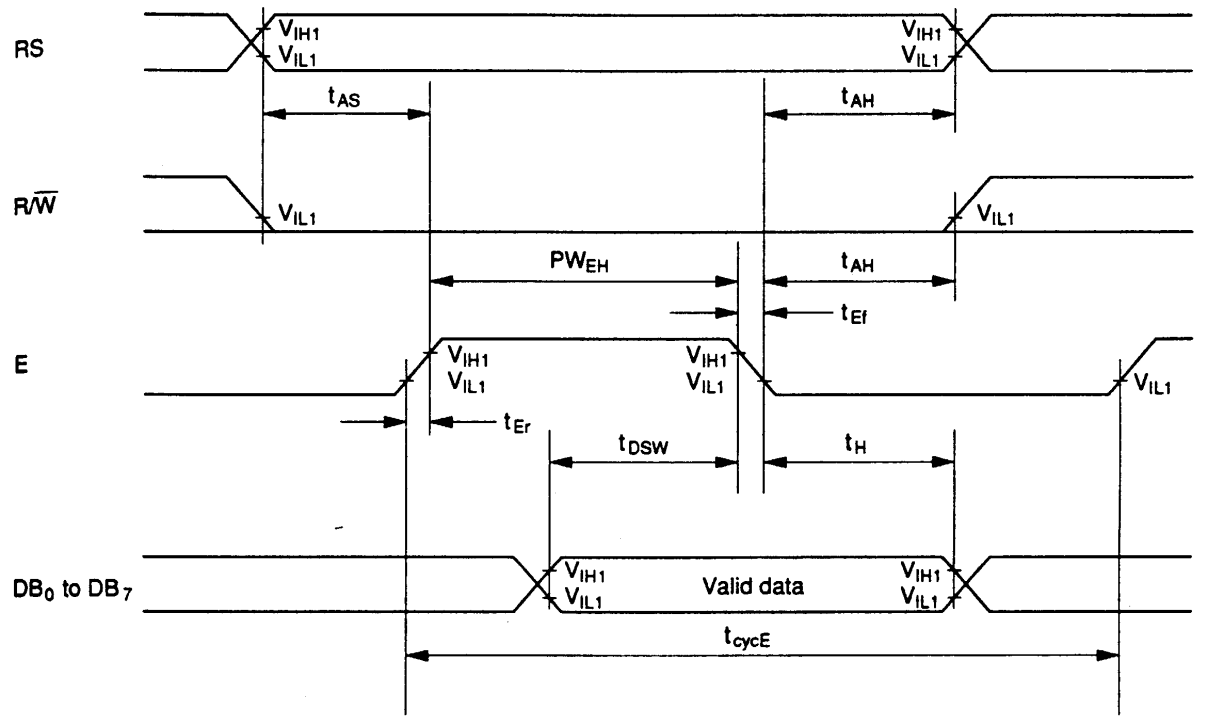 RS
V_IH1
V_IL1
V_IH1
V_IL1
t_AS
t_AH
R/W̅
V_IL1
V_IL1
PW_EH
t_AH
t_Ef
E
V_IH1
V_IL1
V_IH1
V_IL1
V_IL1
t_Er
t_DSW
t_H
DB_0 to DB_7
V_IH1
V_IL1
Valid data
V_IH1
V_IL1
t_cycE